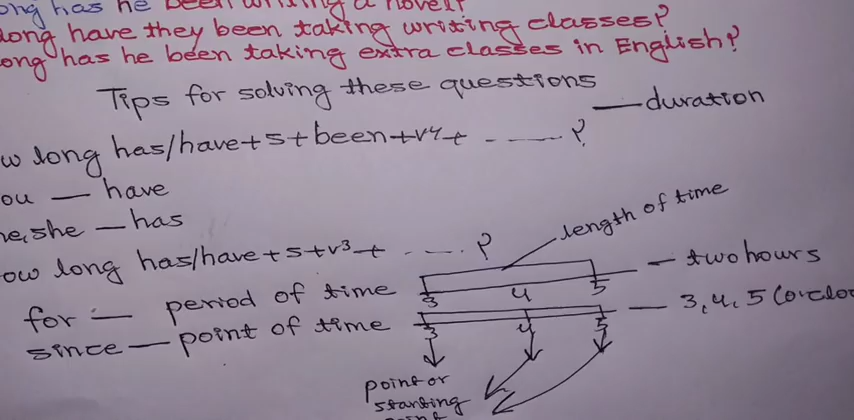 ong has he been writing a novel?
long have they been taking writing classes?
ong has he been taking extra classes in English?
Tips for solving these questions
— duration
ow long has/have+s+been+v4+ - ——— ?
ou — have
he, she — has
ow long has/have+s+v3+ - —— . ?
length of time
for — period of time
3 4 5 — two hours
since — point of time
3 4 5 — 3, 4, 5 (o'clo
point or
starting